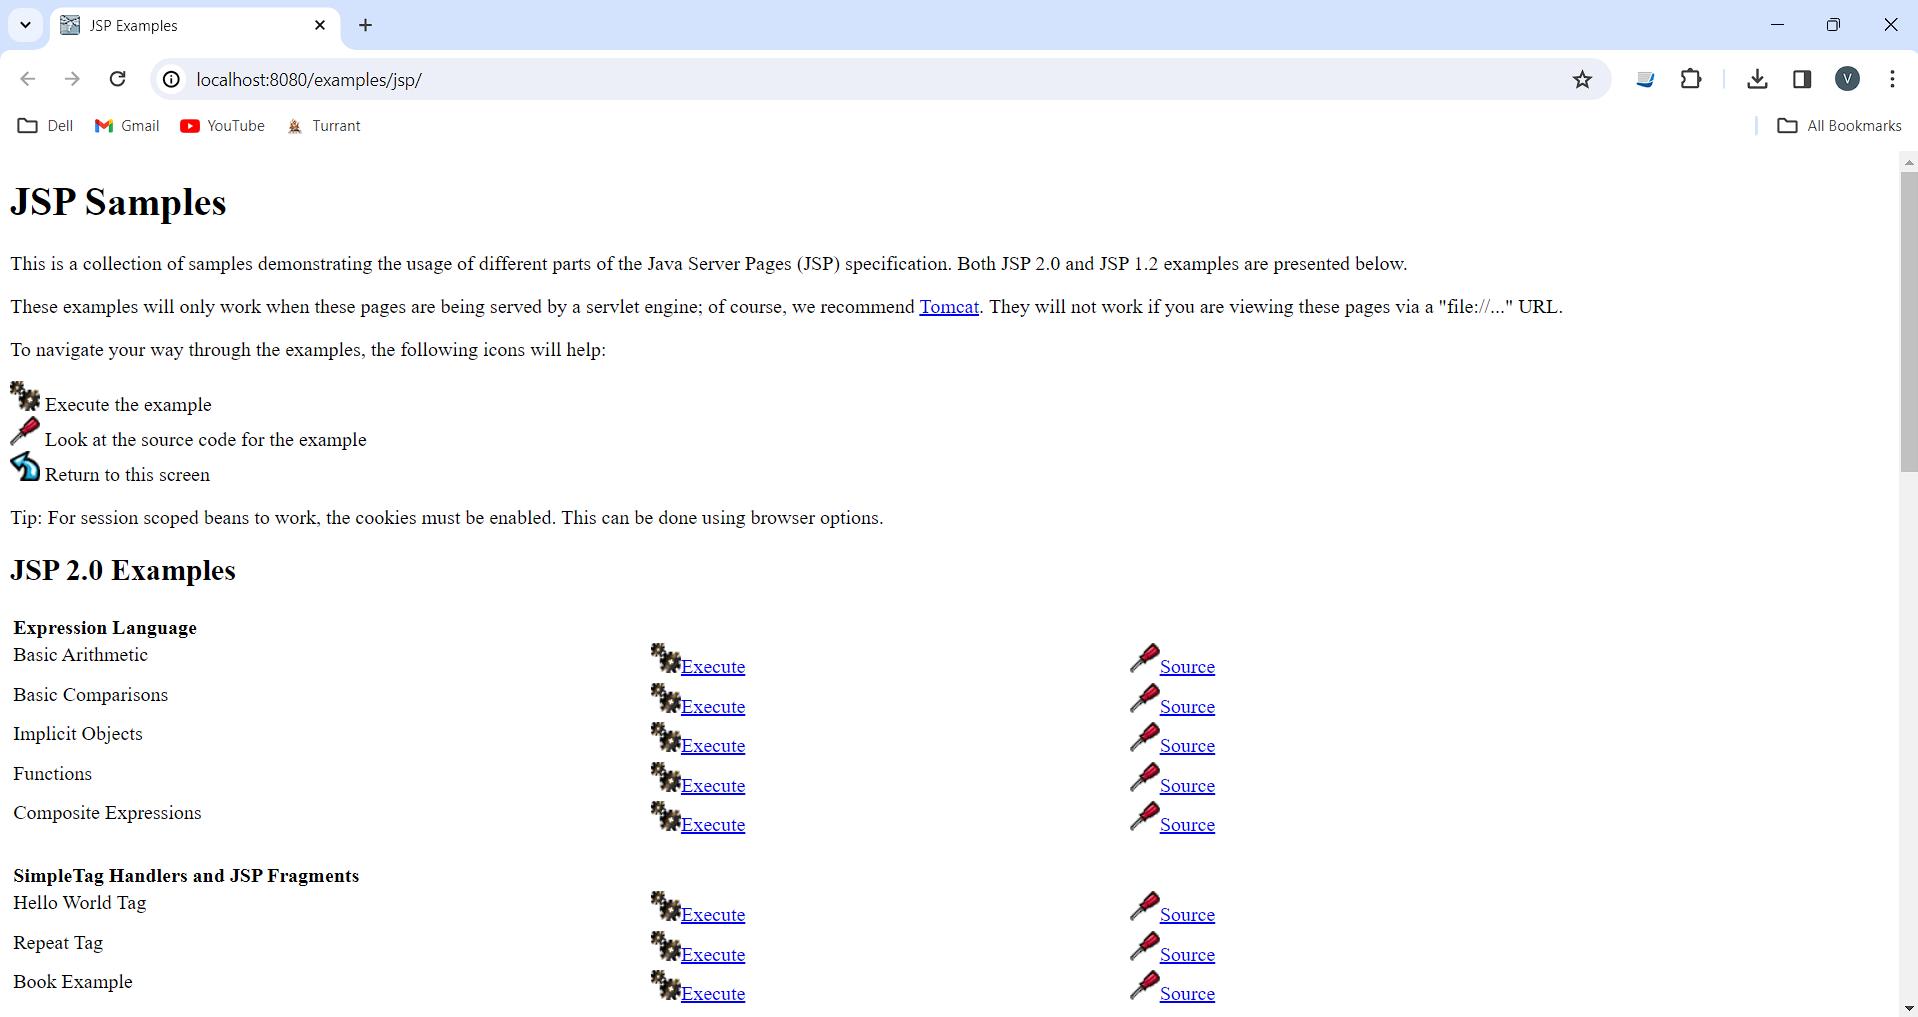 JSP Examples
localhost:8080/examples/jsp/
V
Dell Gmail YouTube Turrant All Bookmarks
JSP Samples
This is a collection of samples demonstrating the usage of different parts of the Java Server Pages (JSP) specification. Both JSP 2.0 and JSP 1.2 examples are presented below.
These examples will only work when these pages are being served by a servlet engine; of course, we recommend Tomcat. They will not work if you are viewing these pages via a "file://..." URL.
To navigate your way through the examples, the following icons will help:
Execute the example
Look at the source code for the example
Return to this screen
Tip: For session scoped beans to work, the cookies must be enabled. This can be done using browser options.
JSP 2.0 Examples
Expression Language
Basic Arithmetic Execute Source
Basic Comparisons Execute Source
Implicit Objects Execute Source
Functions Execute Source
Composite Expressions Execute Source
SimpleTag Handlers and JSP Fragments
Hello World Tag Execute Source
Repeat Tag Execute Source
Book Example Execute Source